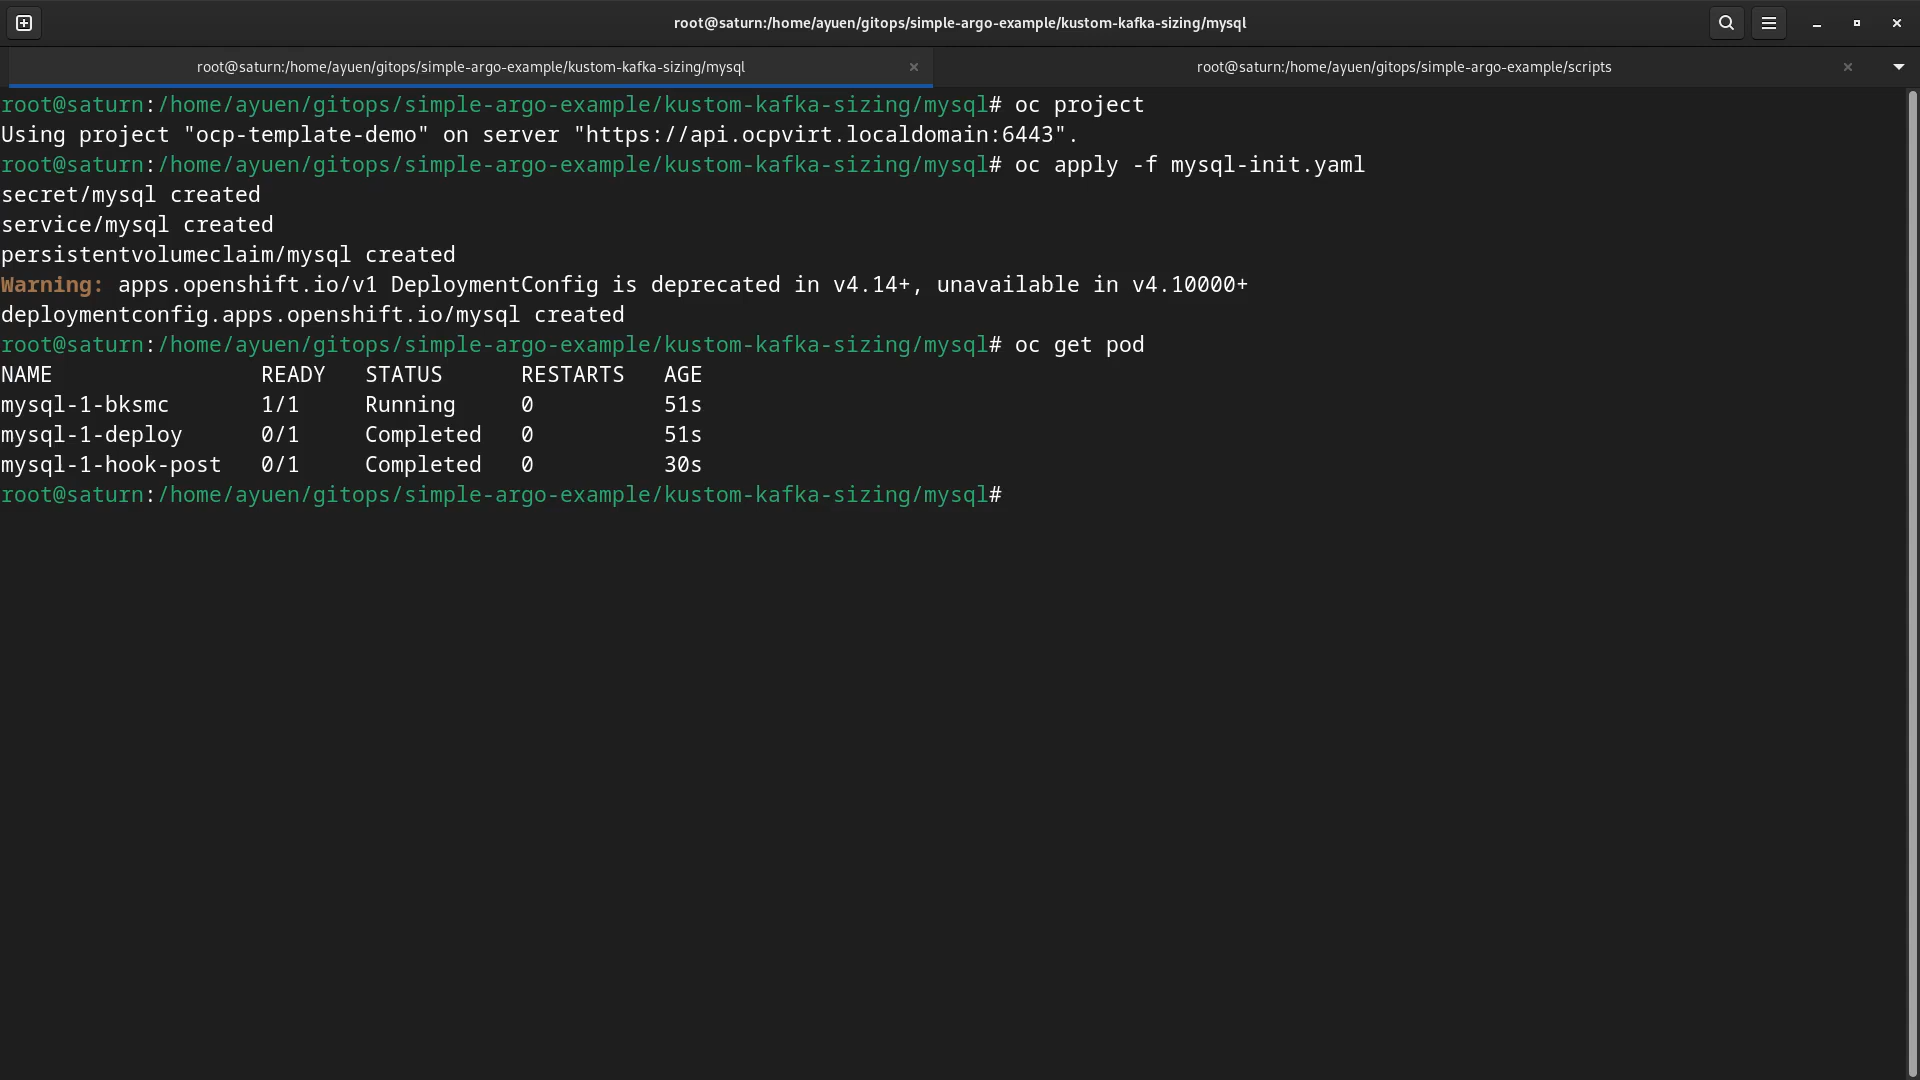 root@saturn:/home/ayuen/gitops/simple-argo-example/kustom-kafka-sizing/mysql
root@saturn:/home/ayuen/gitops/simple-argo-example/kustom-kafka-sizing/mysql
root@saturn:/home/ayuen/gitops/simple-argo-example/scripts
root@saturn:/home/ayuen/gitops/simple-argo-example/kustom-kafka-sizing/mysql# oc project
Using project "ocp-template-demo" on server "https://api.ocpvirt.localdomain:6443".
root@saturn:/home/ayuen/gitops/simple-argo-example/kustom-kafka-sizing/mysql# oc apply -f mysql-init.yaml
secret/mysql created
service/mysql created
persistentvolumeclaim/mysql created
Warning: apps.openshift.io/v1 DeploymentConfig is deprecated in v4.14+, unavailable in v4.10000+
deploymentconfig.apps.openshift.io/mysql created
root@saturn:/home/ayuen/gitops/simple-argo-example/kustom-kafka-sizing/mysql# oc get pod
NAME                READY   STATUS      RESTARTS   AGE
mysql-1-bksmc       1/1     Running     0          51s
mysql-1-deploy      0/1     Completed   0          51s
mysql-1-hook-post   0/1     Completed   0          30s
root@saturn:/home/ayuen/gitops/simple-argo-example/kustom-kafka-sizing/mysql#